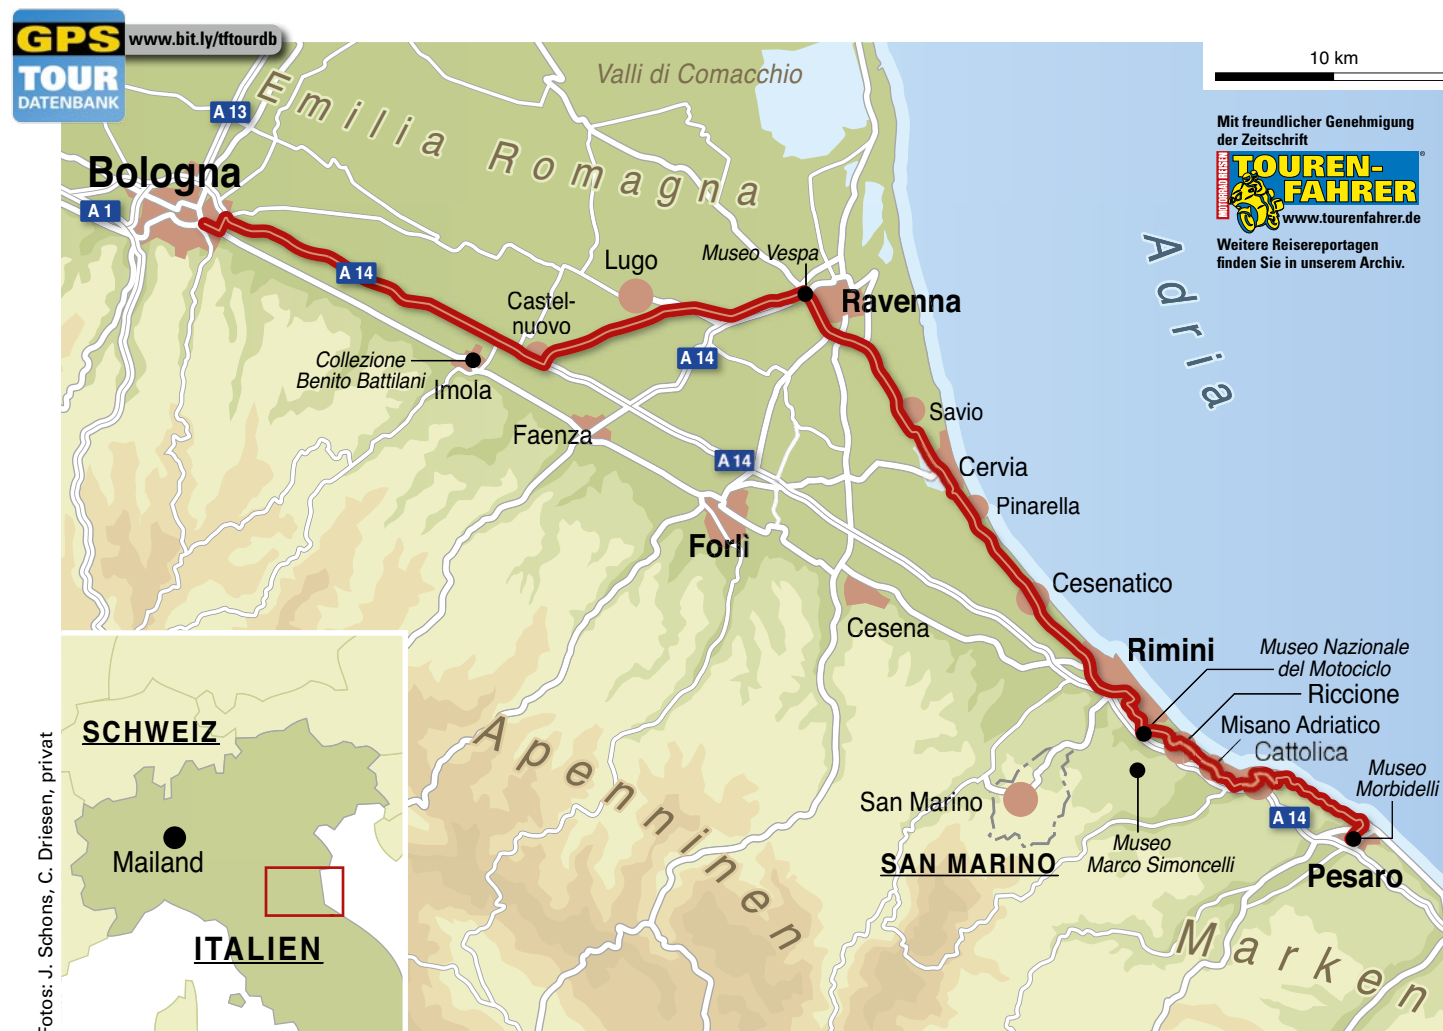 GPS
TOUR
DATENBANK
www.bit.ly/tftourdb
10 km
Mit freundlicher Genehmigung
der Zeitschrift
MOTORRAD REISEN
TOUREN-
FAHRER
®
www.tourenfahrer.de
Weitere Reisereportagen
finden Sie in unserem Archiv.
Valli di Comacchio
Emilia Romagna
A 13
Bologna
A 1
A 14
Lugo
Museo Vespa
Ravenna
Castel-
nuovo
Adria
A 14
Collezione
Benito Battilani
Imola
Savio
Faenza
A 14
Cervia
Pinarella
Forlì
Cesenatico
Cesena
Rimini
Museo Nazionale
del Motociclo
Riccione
Misano Adriatico
Cattolica
Museo
Morbidelli
Apenninen
San Marino
A 14
SAN MARINO
Museo
Marco Simoncelli
Pesaro
Marken
SCHWEIZ
Mailand
ITALIEN
Fotos: J. Schons, C. Driesen, privat